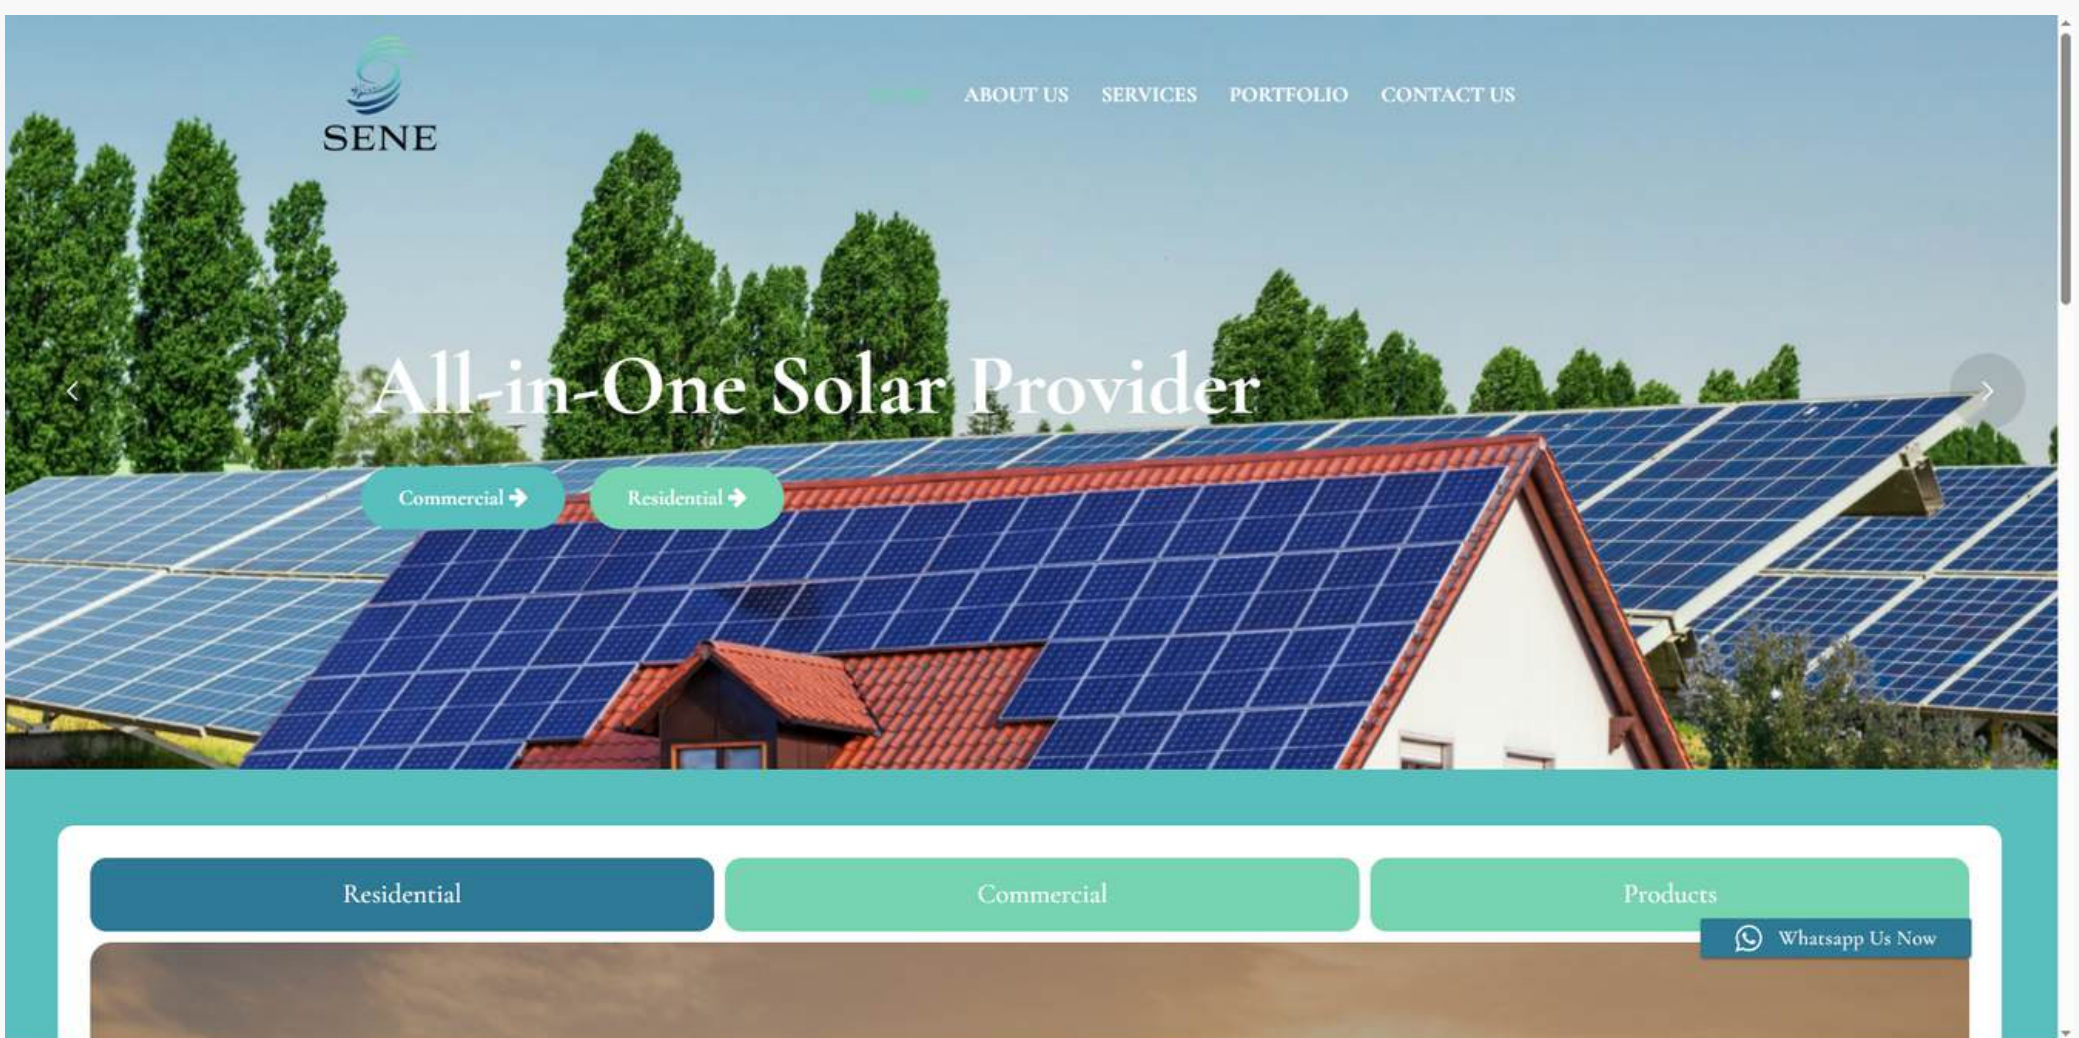 SENE
ABOUT US SERVICES PORTFOLIO CONTACT US
All-in-One Solar Provider
Commercial Residential
Residential Commercial Products
Whatsapp Us Now